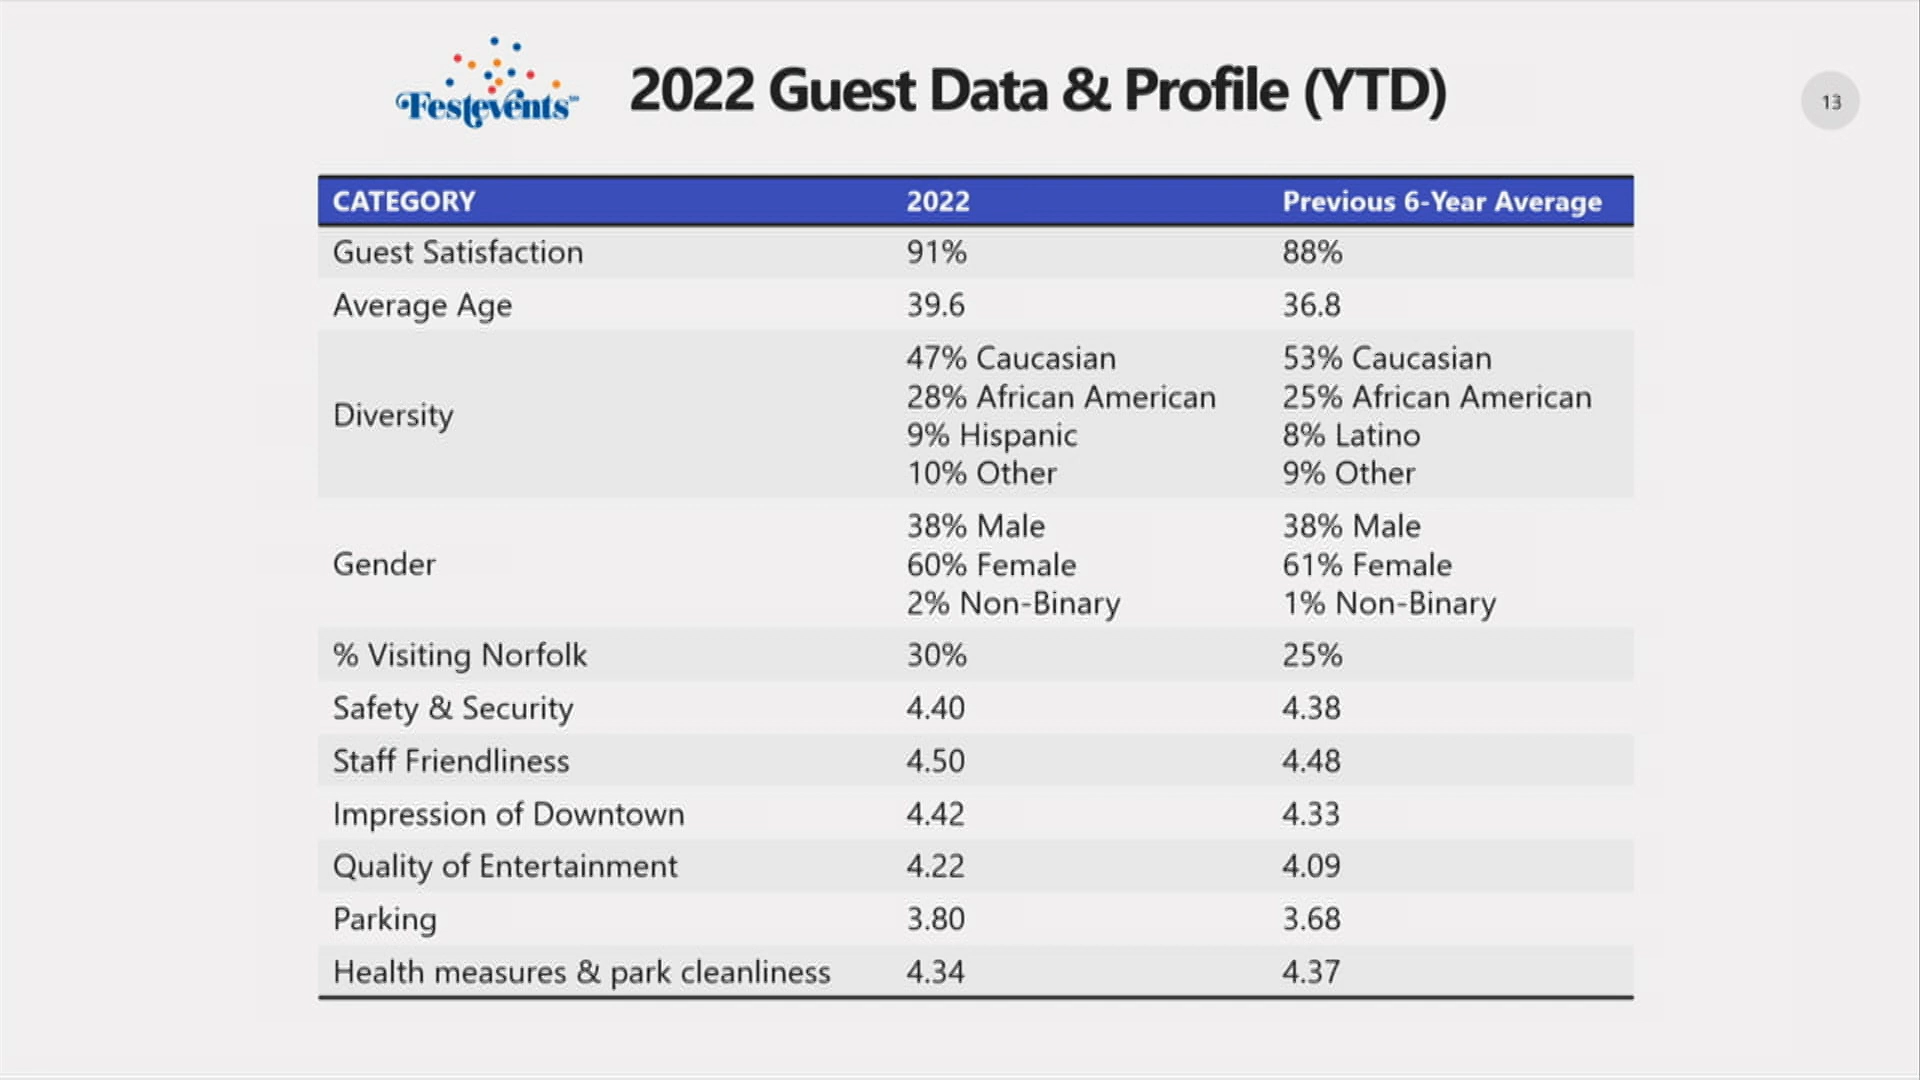 Festevents℠
2022 Guest Data & Profile (YTD)
13
CATEGORY 2022 Previous 6-Year Average
Guest Satisfaction 91% 88%
Average Age 39.6 36.8
Diversity
47% Caucasian 53% Caucasian
28% African American 25% African American
9% Hispanic 8% Latino
10% Other 9% Other
Gender
38% Male 38% Male
60% Female 61% Female
2% Non-Binary 1% Non-Binary
% Visiting Norfolk 30% 25%
Safety & Security 4.40 4.38
Staff Friendliness 4.50 4.48
Impression of Downtown 4.42 4.33
Quality of Entertainment 4.22 4.09
Parking 3.80 3.68
Health measures & park cleanliness 4.34 4.37